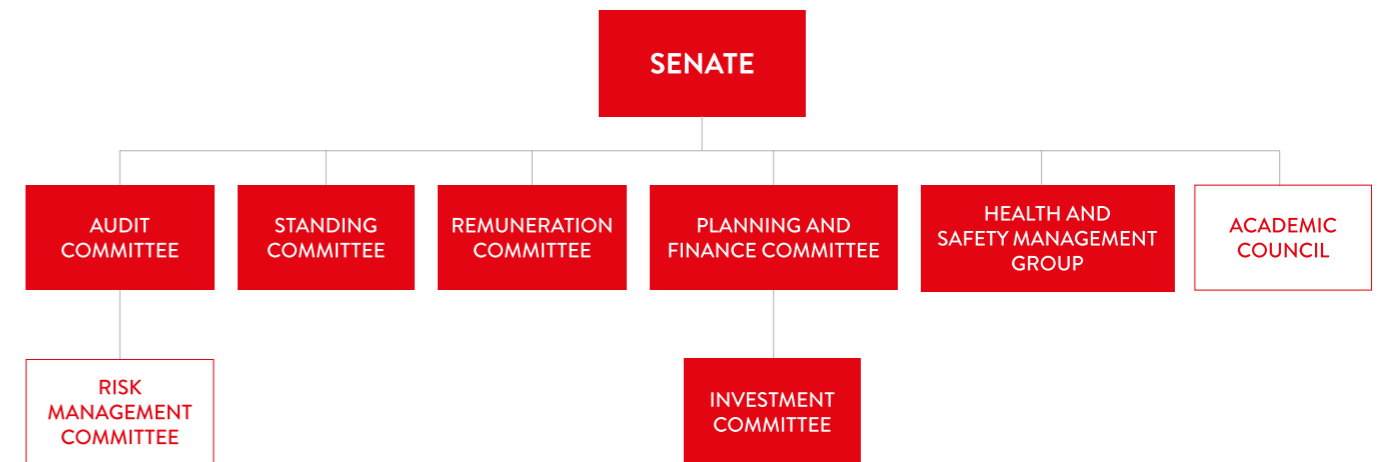 SENATE
AUDIT
COMMITTEE
STANDING
COMMITTEE
REMUNERATION
COMMITTEE
PLANNING AND
FINANCE COMMITTEE
HEALTH AND
SAFETY MANAGEMENT
GROUP
ACADEMIC
COUNCIL
RISK
MANAGEMENT
COMMITTEE
INVESTMENT
COMMITTEE